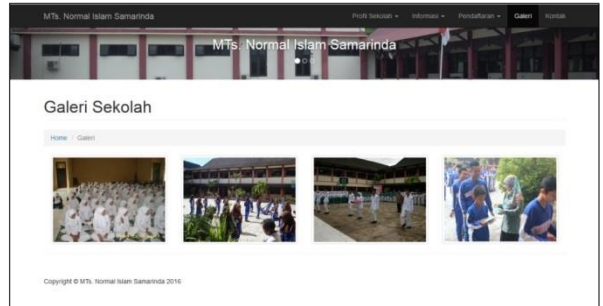 MTs. Normal Islam Samarinda
Profil Sekolah
Informasi
Pendaftaran
Galeri
Kontak
MTs. Normal Islam Samarinda
Galeri Sekolah
Home / Galeri
Copyright © MTs. Normal Islam Samarinda 2016